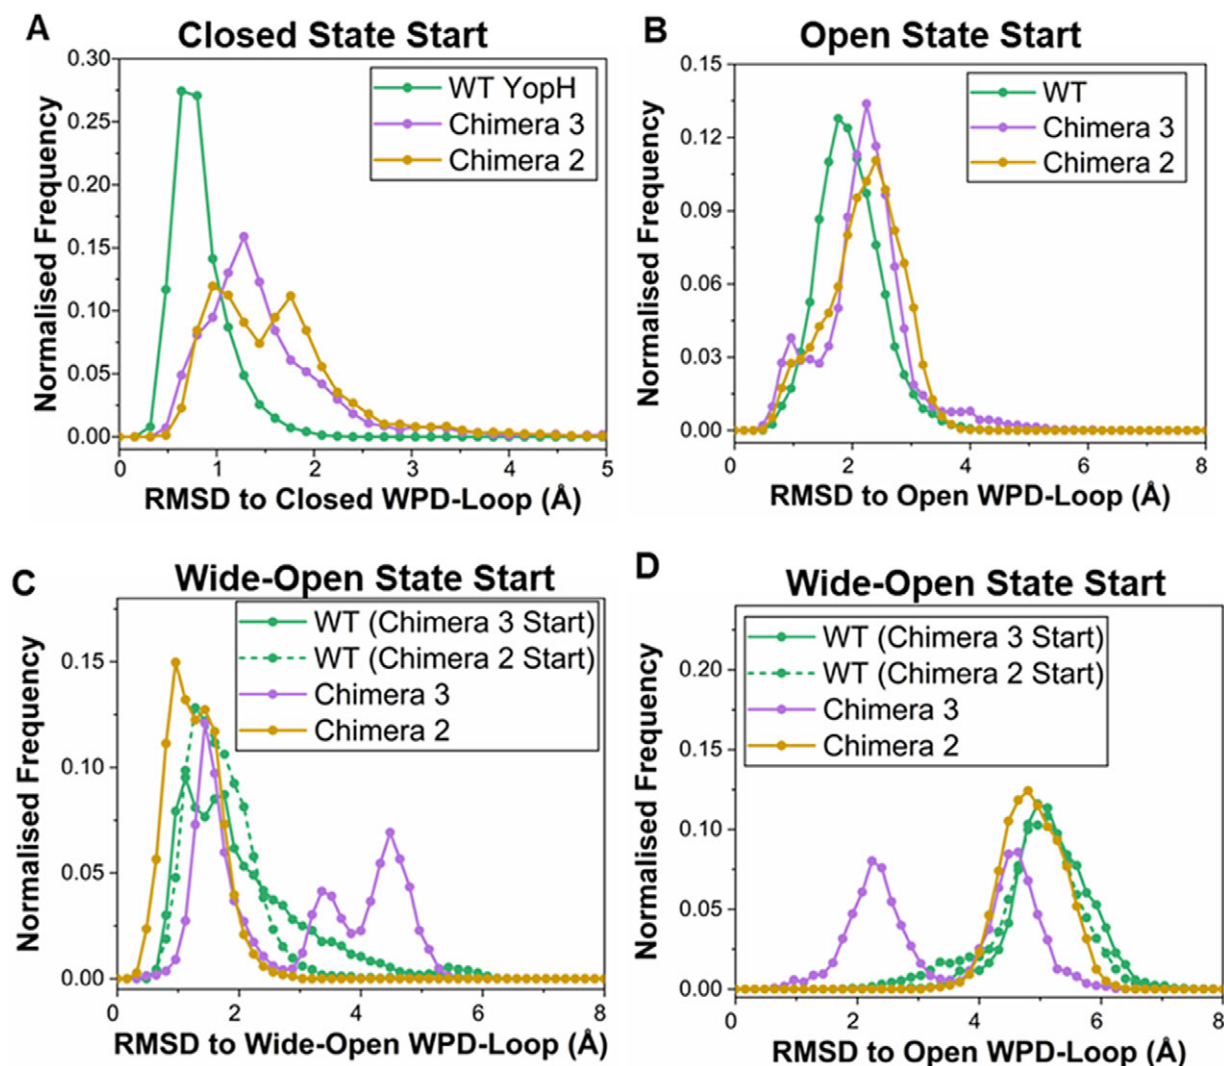 A
Closed State Start
Normalised Frequency
0.30
0.25
0.20
0.15
0.10
0.05
0.00
WT YopH
Chimera 3
Chimera 2
0 1 2 3 4 5
RMSD to Closed WPD-Loop (Å)
B
Open State Start
Normalised Frequency
0.15
0.12
0.09
0.06
0.03
0.00
WT
Chimera 3
Chimera 2
0 2 4 6 8
RMSD to Open WPD-Loop (Å)
C
Wide-Open State Start
Normalised Frequency
0.15
0.10
0.05
0.00
WT (Chimera 3 Start)
WT (Chimera 2 Start)
Chimera 3
Chimera 2
0 2 4 6 8
RMSD to Wide-Open WPD-Loop (Å)
D
Wide-Open State Start
Normalised Frequency
0.20
0.15
0.10
0.05
0.00
WT (Chimera 3 Start)
WT (Chimera 2 Start)
Chimera 3
Chimera 2
0 2 4 6 8
RMSD to Open WPD-Loop (Å)